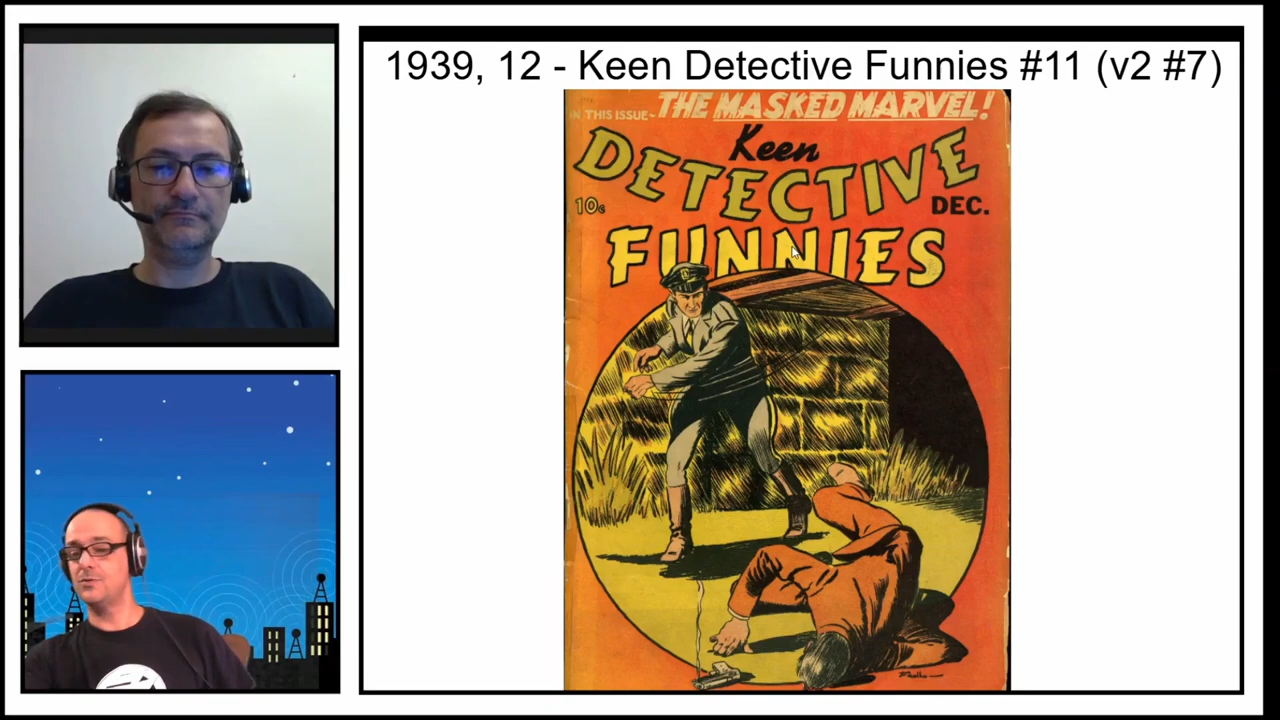 1939, 12 - Keen Detective Funnies #11 (v2 #7)
IN THIS ISSUE~ THE MASKED MARVEL!
Keen
DETECTIVE
10¢ DEC.
FUNNIES